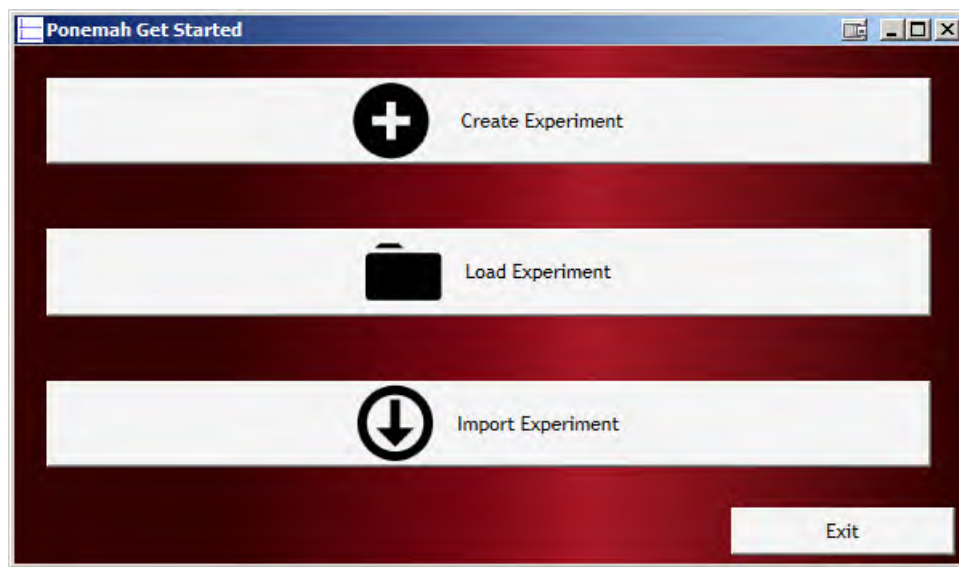 Ponemah Get Started
Create Experiment
Load Experiment
Import Experiment
Exit